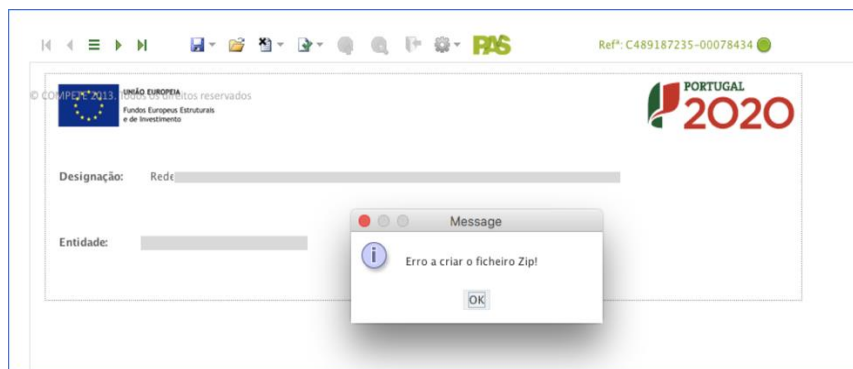 PAS
Refª: C489187235-00078434
© COMPETE 2013. Todos os direitos reservados
UNIÃO EUROPEIA
Fundos Europeus Estruturais
e de Investimento
PORTUGAL
2020
Designação: Rede
Message
Entidade:
Erro a criar o ficheiro Zip!
OK